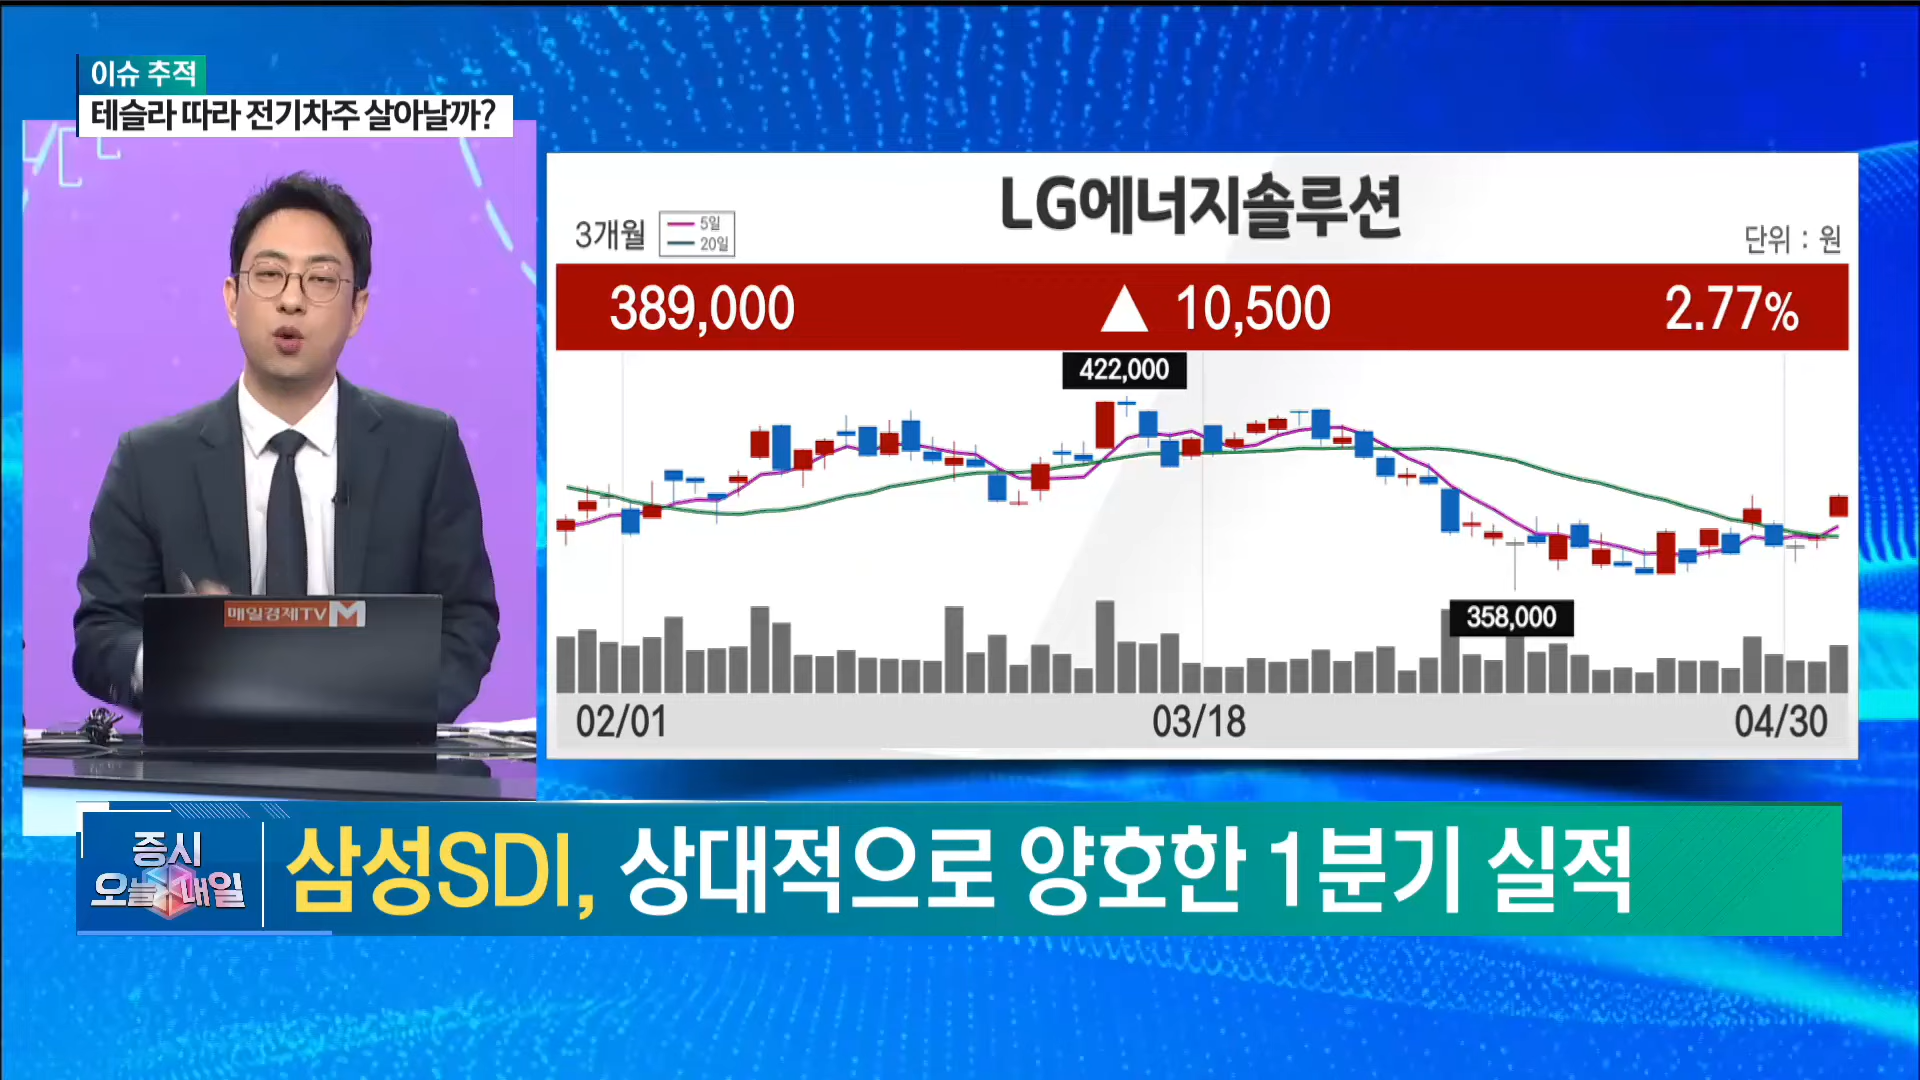 이슈 추적
테슬라 따라 전기차주 살아날까?
LG에너지솔루션
3개월
5일
20일
단위 : 원
389,000 ▲ 10,500 2.77%
422,000
358,000
02/01 03/18 04/30
매일경제TV M
증시
오늘 내일
삼성SDI, 상대적으로 양호한 1분기 실적